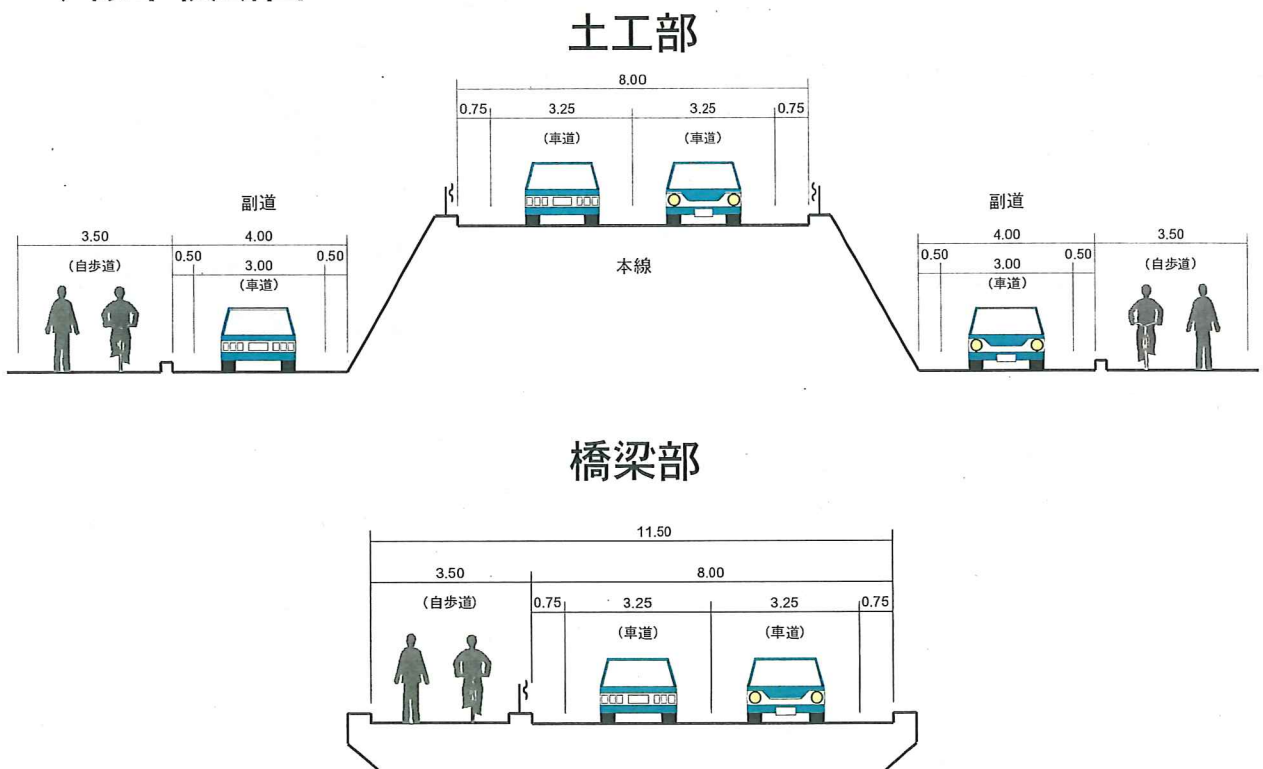 土工部
8.00
0.75 3.25 3.25 0.75
(車道) (車道)
副道 副道
3.50 4.00 4.00 3.50
(自歩道) 0.50 0.50 0.50 0.50 (自歩道)
3.00 3.00
(車道) (車道)
本線
橋梁部
11.50
3.50 8.00
(自歩道) 0.75 3.25 3.25 0.75
(車道) (車道)